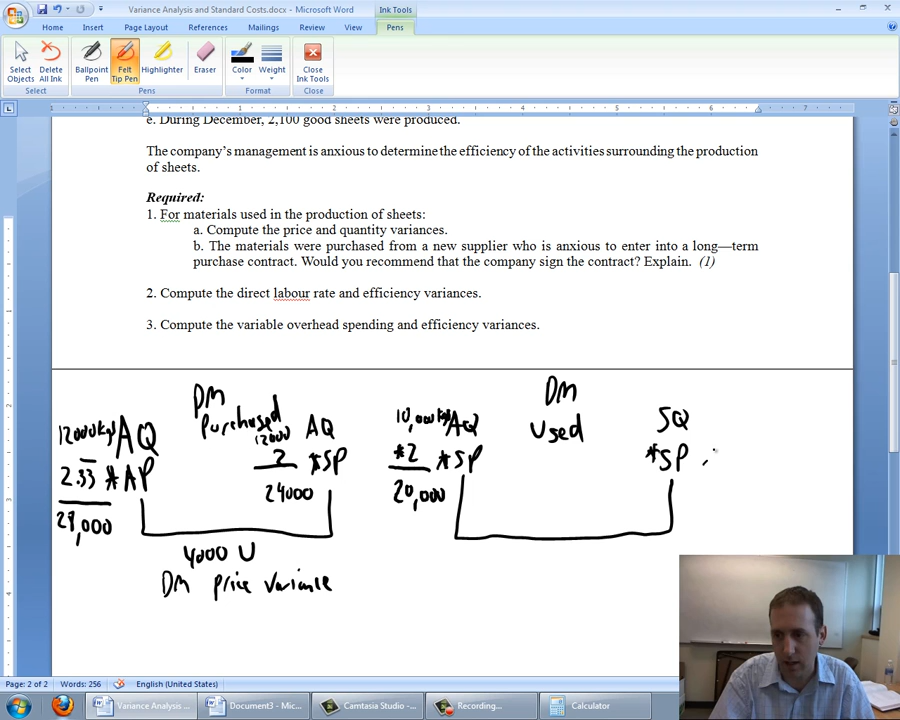 Variance Analysis and Standard Costs.docx - Microsoft Word
Ink Tools
Home Insert Page Layout References Mailings Review View Pens
Select Objects
Delete All Ink
Ballpoint Pen
Felt Tip Pen
Highlighter
Eraser
Color
Weight
Close Ink Tools
Pens
Format
Close
e. During December, 2,100 good sheets were produced.
The company's management is anxious to determine the efficiency of the activities surrounding the production
of sheets.
Required:
1. For materials used in the production of sheets:
a. Compute the price and quantity variances.
b. The materials were purchased from a new supplier who is anxious to enter into a long—term
purchase contract. Would you recommend that the company sign the contract? Explain. (1)
2. Compute the direct labour rate and efficiency variances.
3. Compute the variable overhead spending and efficiency variances.
DM
Purchased
12000 kgs AQ
2.33 * AP
12000 AQ
2 * SP
24000
4000 U
DM price variance
DM
Used
10,000 kgs AQ
*2 * SP
20,000
SQ
*SP
Page: 2 of 2 Words: 256 English (United States)
Variance Analysis ... Document3 - Mic... Camtasia Studio -... Recording... Calculator